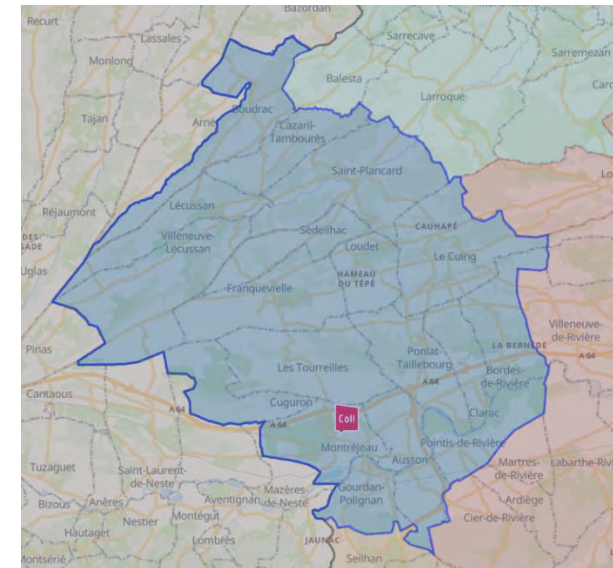 Bazordan
Recurt
Lassales
Sarrecave
Sarremezan
Monlong
Balesta
Larroque
Boudrac
Tajan
Arné
Cazaril-
Tambourès
Saint-Plancard
Réjaumont
Lécussan
Villeneuve-
Lécussan
Sédeilhac
CAUHAPÉ
Loudet
Le Cuing
Uglas
HAMEAU
DU TÉPÉ
Franquevielle
Villeneuve-
de-Rivière
Pinas
LA BERNÈDE
A 64
Ponlat-
Taillebourg
Les Tourreilles
A 64
Bordes-
de-Rivière
Cantaous
Cuguron
A 64
Coli
A 64
Clarac
Montréjeau
Pointis-de-Rivière
Ausson
Tuzaguet
Saint-Laurent-
de-Neste
Martres-
de-Rivière
Labarthe-Riv
Mazères-
de-Neste
Gourdan-
Polignan
Bizous
Anères
Aventignan
Ardiège
Nestier
Montégut
Cier-de-Rivière
Hautaget
Lombrès
JAUNAC
Montsérié
Seilhan